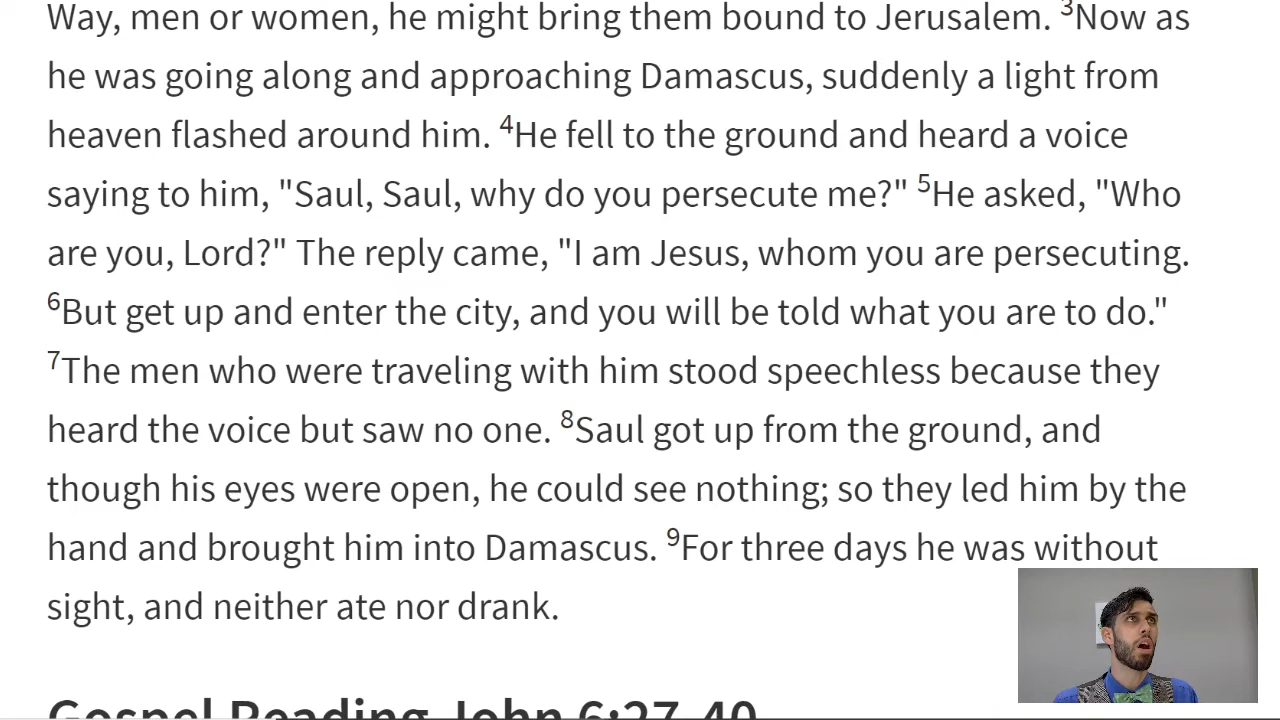 Way, men or women, he might bring them bound to Jerusalem. ³Now as
he was going along and approaching Damascus, suddenly a light from
heaven flashed around him. ⁴He fell to the ground and heard a voice
saying to him, "Saul, Saul, why do you persecute me?" ⁵He asked, "Who
are you, Lord?" The reply came, "I am Jesus, whom you are persecuting.
⁶But get up and enter the city, and you will be told what you are to do."
⁷The men who were traveling with him stood speechless because they
heard the voice but saw no one. ⁸Saul got up from the ground, and
though his eyes were open, he could see nothing; so they led him by the
hand and brought him into Damascus. ⁹For three days he was without
sight, and neither ate nor drank.
Gospel Reading John 6:27-40